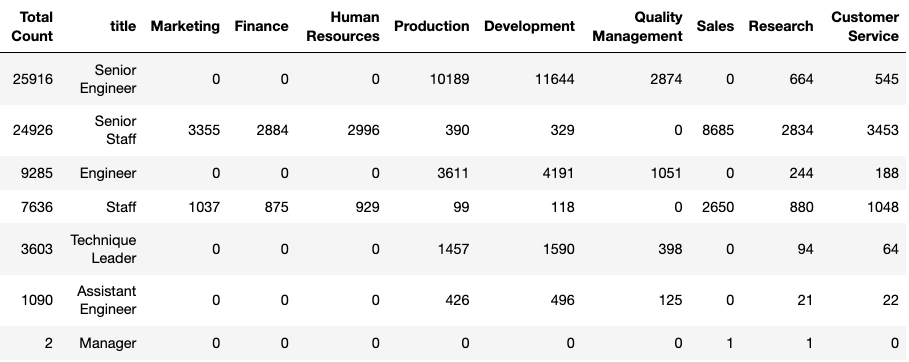 Total Count title Marketing Finance Human Resources Production Development Quality Management Sales Research Customer Service
25916 Senior Engineer 0 0 0 10189 11644 2874 0 664 545
24926 Senior Staff 3355 2884 2996 390 329 0 8685 2834 3453
9285 Engineer 0 0 0 3611 4191 1051 0 244 188
7636 Staff 1037 875 929 99 118 0 2650 880 1048
3603 Technique Leader 0 0 0 1457 1590 398 0 94 64
1090 Assistant Engineer 0 0 0 426 496 125 0 21 22
2 Manager 0 0 0 0 0 0 1 1 0